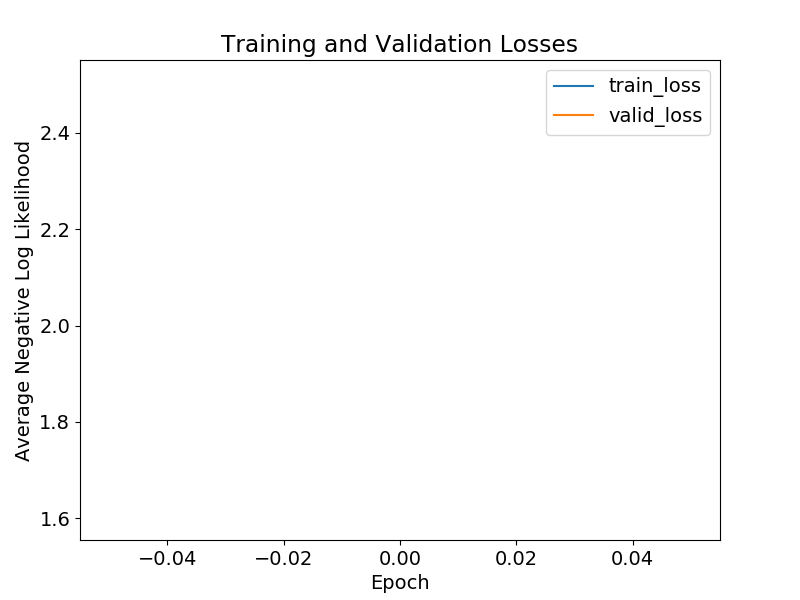 Training and Validation Losses
train_loss
valid_loss
Average Negative Log Likelihood
2.4
2.2
2.0
1.8
1.6
−0.04 −0.02 0.00 0.02 0.04
Epoch